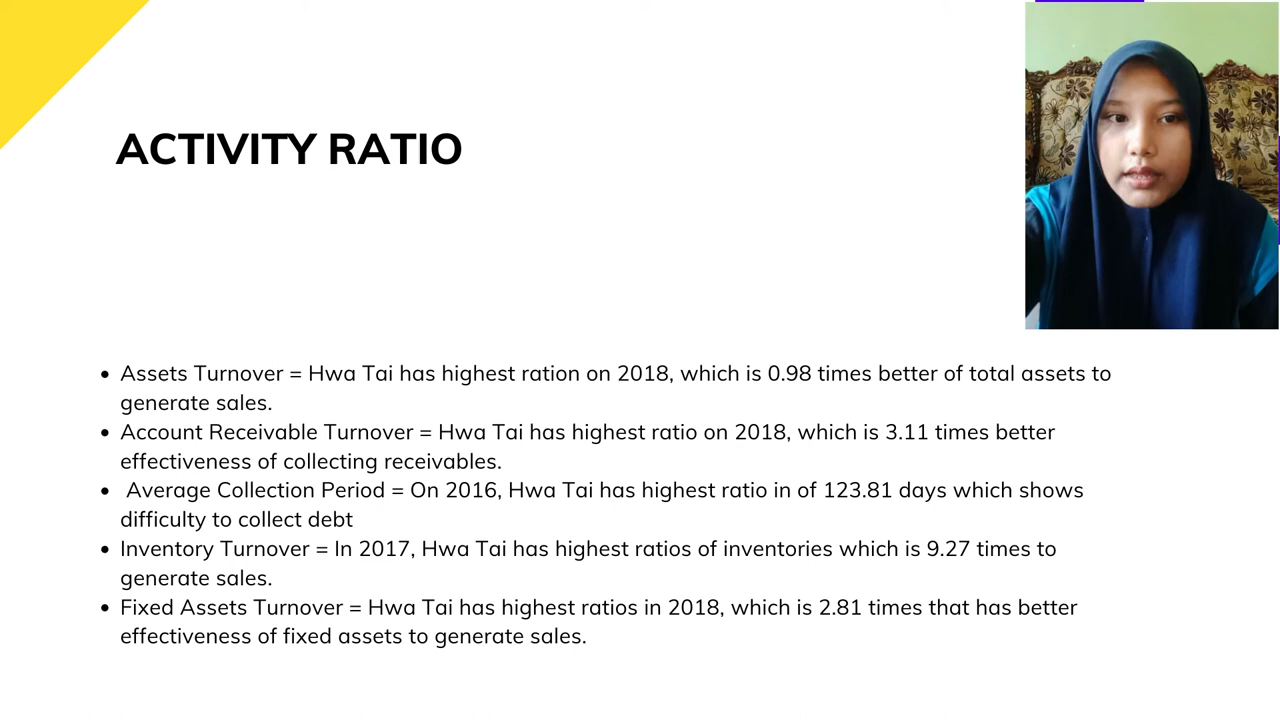 ACTIVITY RATIO
• Assets Turnover = Hwa Tai has highest ration on 2018, which is 0.98 times better of total assets to
generate sales.
• Account Receivable Turnover = Hwa Tai has highest ratio on 2018, which is 3.11 times better
effectiveness of collecting receivables.
• Average Collection Period = On 2016, Hwa Tai has highest ratio in of 123.81 days which shows
difficulty to collect debt
• Inventory Turnover = In 2017, Hwa Tai has highest ratios of inventories which is 9.27 times to
generate sales.
• Fixed Assets Turnover = Hwa Tai has highest ratios in 2018, which is 2.81 times that has better
effectiveness of fixed assets to generate sales.